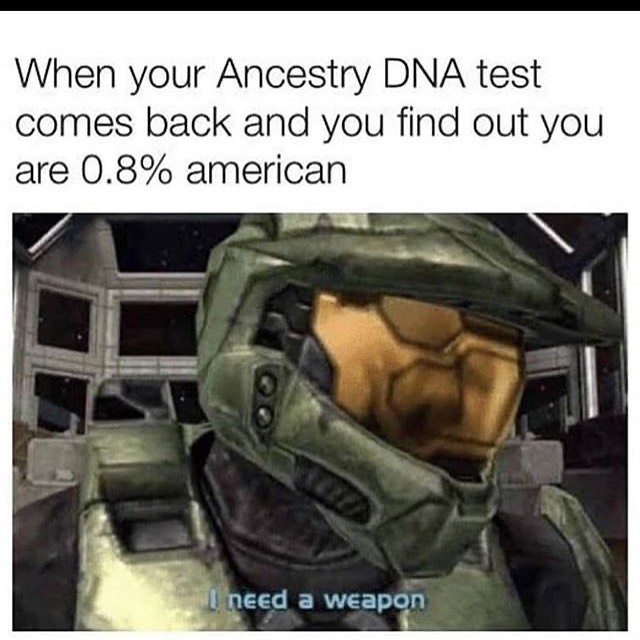 When your Ancestry DNA test
comes back and you find out you
are 0.8% american
I need a weapon